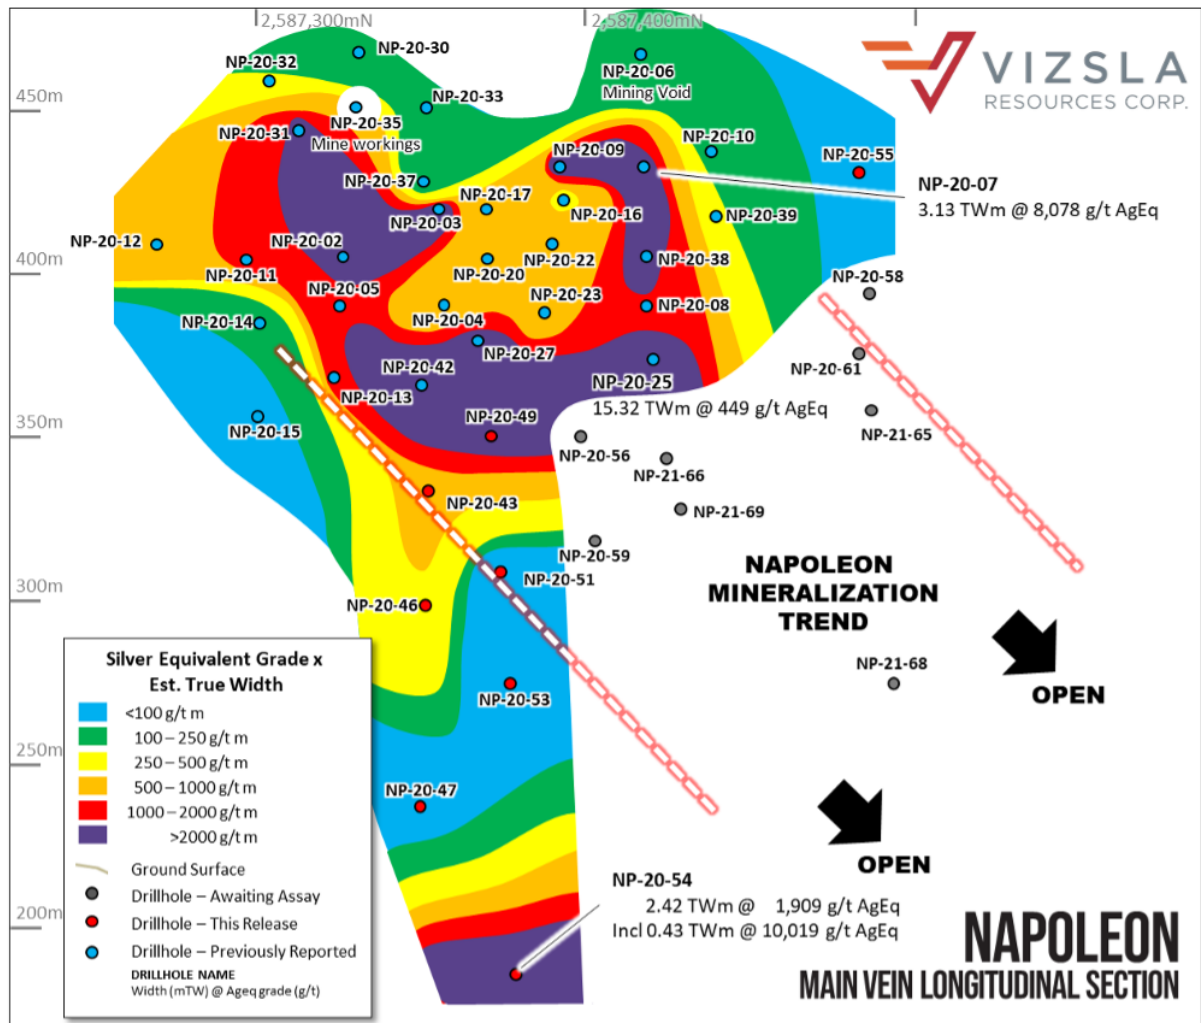 2,587,300mN
2,587,400mN
VIZSLA
RESOURCES CORP.
NP-20-30
NP-20-32
NP-20-06
Mining Void
450m
NP-20-33
NP-20-35
Mine workings
NP-20-31
NP-20-10
NP-20-09
NP-20-55
NP-20-07
3.13 TWm @ 8,078 g/t AgEq
NP-20-37
NP-20-17
NP-20-03
NP-20-16
NP-20-39
NP-20-12
NP-20-02
NP-20-22
NP-20-38
400m
NP-20-11
NP-20-20
NP-20-58
NP-20-05
NP-20-23
NP-20-08
NP-20-14
NP-20-04
NP-20-27
NP-20-61
NP-20-42
NP-20-25
15.32 TWm @ 449 g/t AgEq
NP-20-13
NP-20-49
350m
NP-20-15
NP-20-56
NP-21-65
NP-21-66
NP-20-43
NP-21-69
NP-20-59
NP-20-51
NAPOLEON
MINERALIZATION
TREND
300m
NP-20-46
NP-21-68
OPEN
NP-20-53
250m
NP-20-47
OPEN
NP-20-54
2.42 TWm @ 1,909 g/t AgEq
Incl 0.43 TWm @ 10,019 g/t AgEq
200m
Silver Equivalent Grade x
Est. True Width
<100 g/t m
100 – 250 g/t m
250 – 500 g/t m
500 – 1000 g/t m
1000 – 2000 g/t m
>2000 g/t m
Ground Surface
Drillhole – Awaiting Assay
Drillhole – This Release
Drillhole – Previously Reported
DRILLHOLE NAME
Width (mTW) @ Ageq grade (g/t)
NAPOLEON
MAIN VEIN LONGITUDINAL SECTION